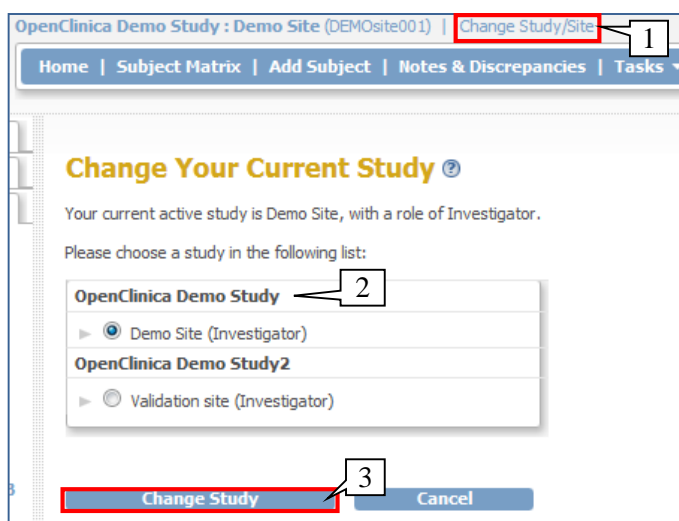 OpenClinica Demo Study : Demo Site (DEMOsite001) | Change Study/Site
1
Home | Subject Matrix | Add Subject | Notes & Discrepancies | Tasks
Change Your Current Study ?
Your current active study is Demo Site, with a role of Investigator.
Please choose a study in the following list:
OpenClinica Demo Study
2
Demo Site (Investigator)
OpenClinica Demo Study2
Validation site (Investigator)
3
Change Study
Cancel